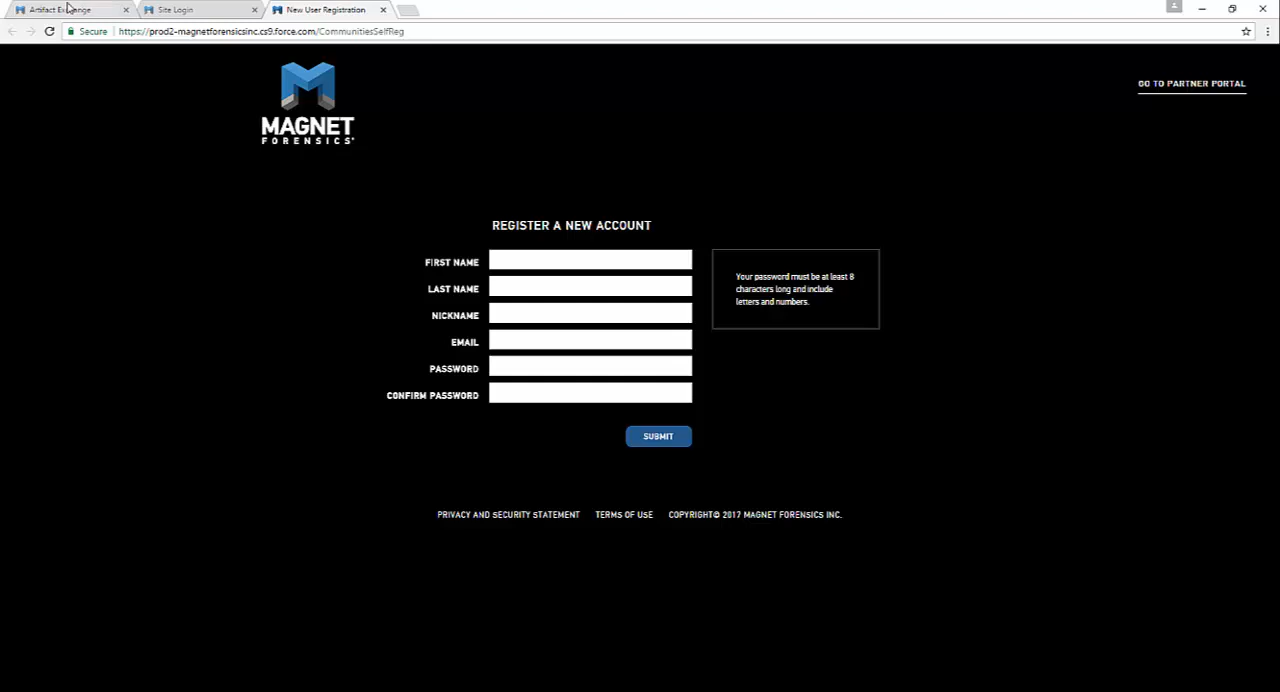 Artifact Exchange
Site Login
New User Registration
Secure
https://prod2-magnetforensicsinc.cs9.force.com/CommunitiesSelfReg
MAGNET
FORENSICS
GO TO PARTNER PORTAL
REGISTER A NEW ACCOUNT
FIRST NAME
LAST NAME
NICKNAME
EMAIL
PASSWORD
CONFIRM PASSWORD
Your password must be at least 8
characters long and include
letters and numbers.
SUBMIT
PRIVACY AND SECURITY STATEMENT
TERMS OF USE
COPYRIGHT© 2017 MAGNET FORENSICS INC.